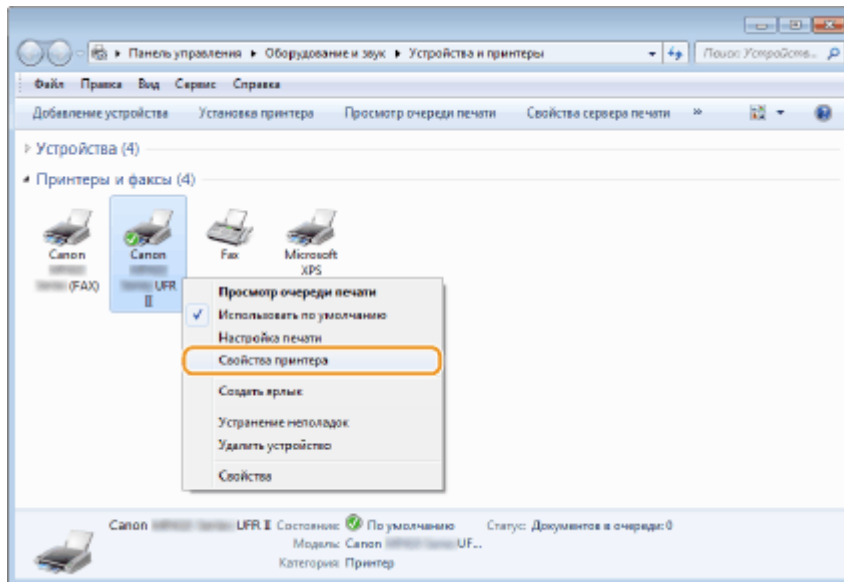 Панель управления ▸ Оборудование и звук ▸ Устройства и принтеры
Поиск: Устройств...
Файл Правка Вид Сервис Справка
Добавление устройства Установка принтера Просмотр очереди печати Свойства сервера печати »
Устройства (4)
Принтеры и факсы (4)
Canon
(FAX)
Canon
UFR
II
Fax
Microsoft
XPS
Просмотр очереди печати
Использовать по умолчанию
Настройка печати
Свойства принтера
Создать ярлык
Устранение неполадок
Удалить устройство
Свойства
Canon UFR II Состояние: По умолчанию Статус: Документов в очереди: 0
Модель: Canon UF...
Категория: Принтер